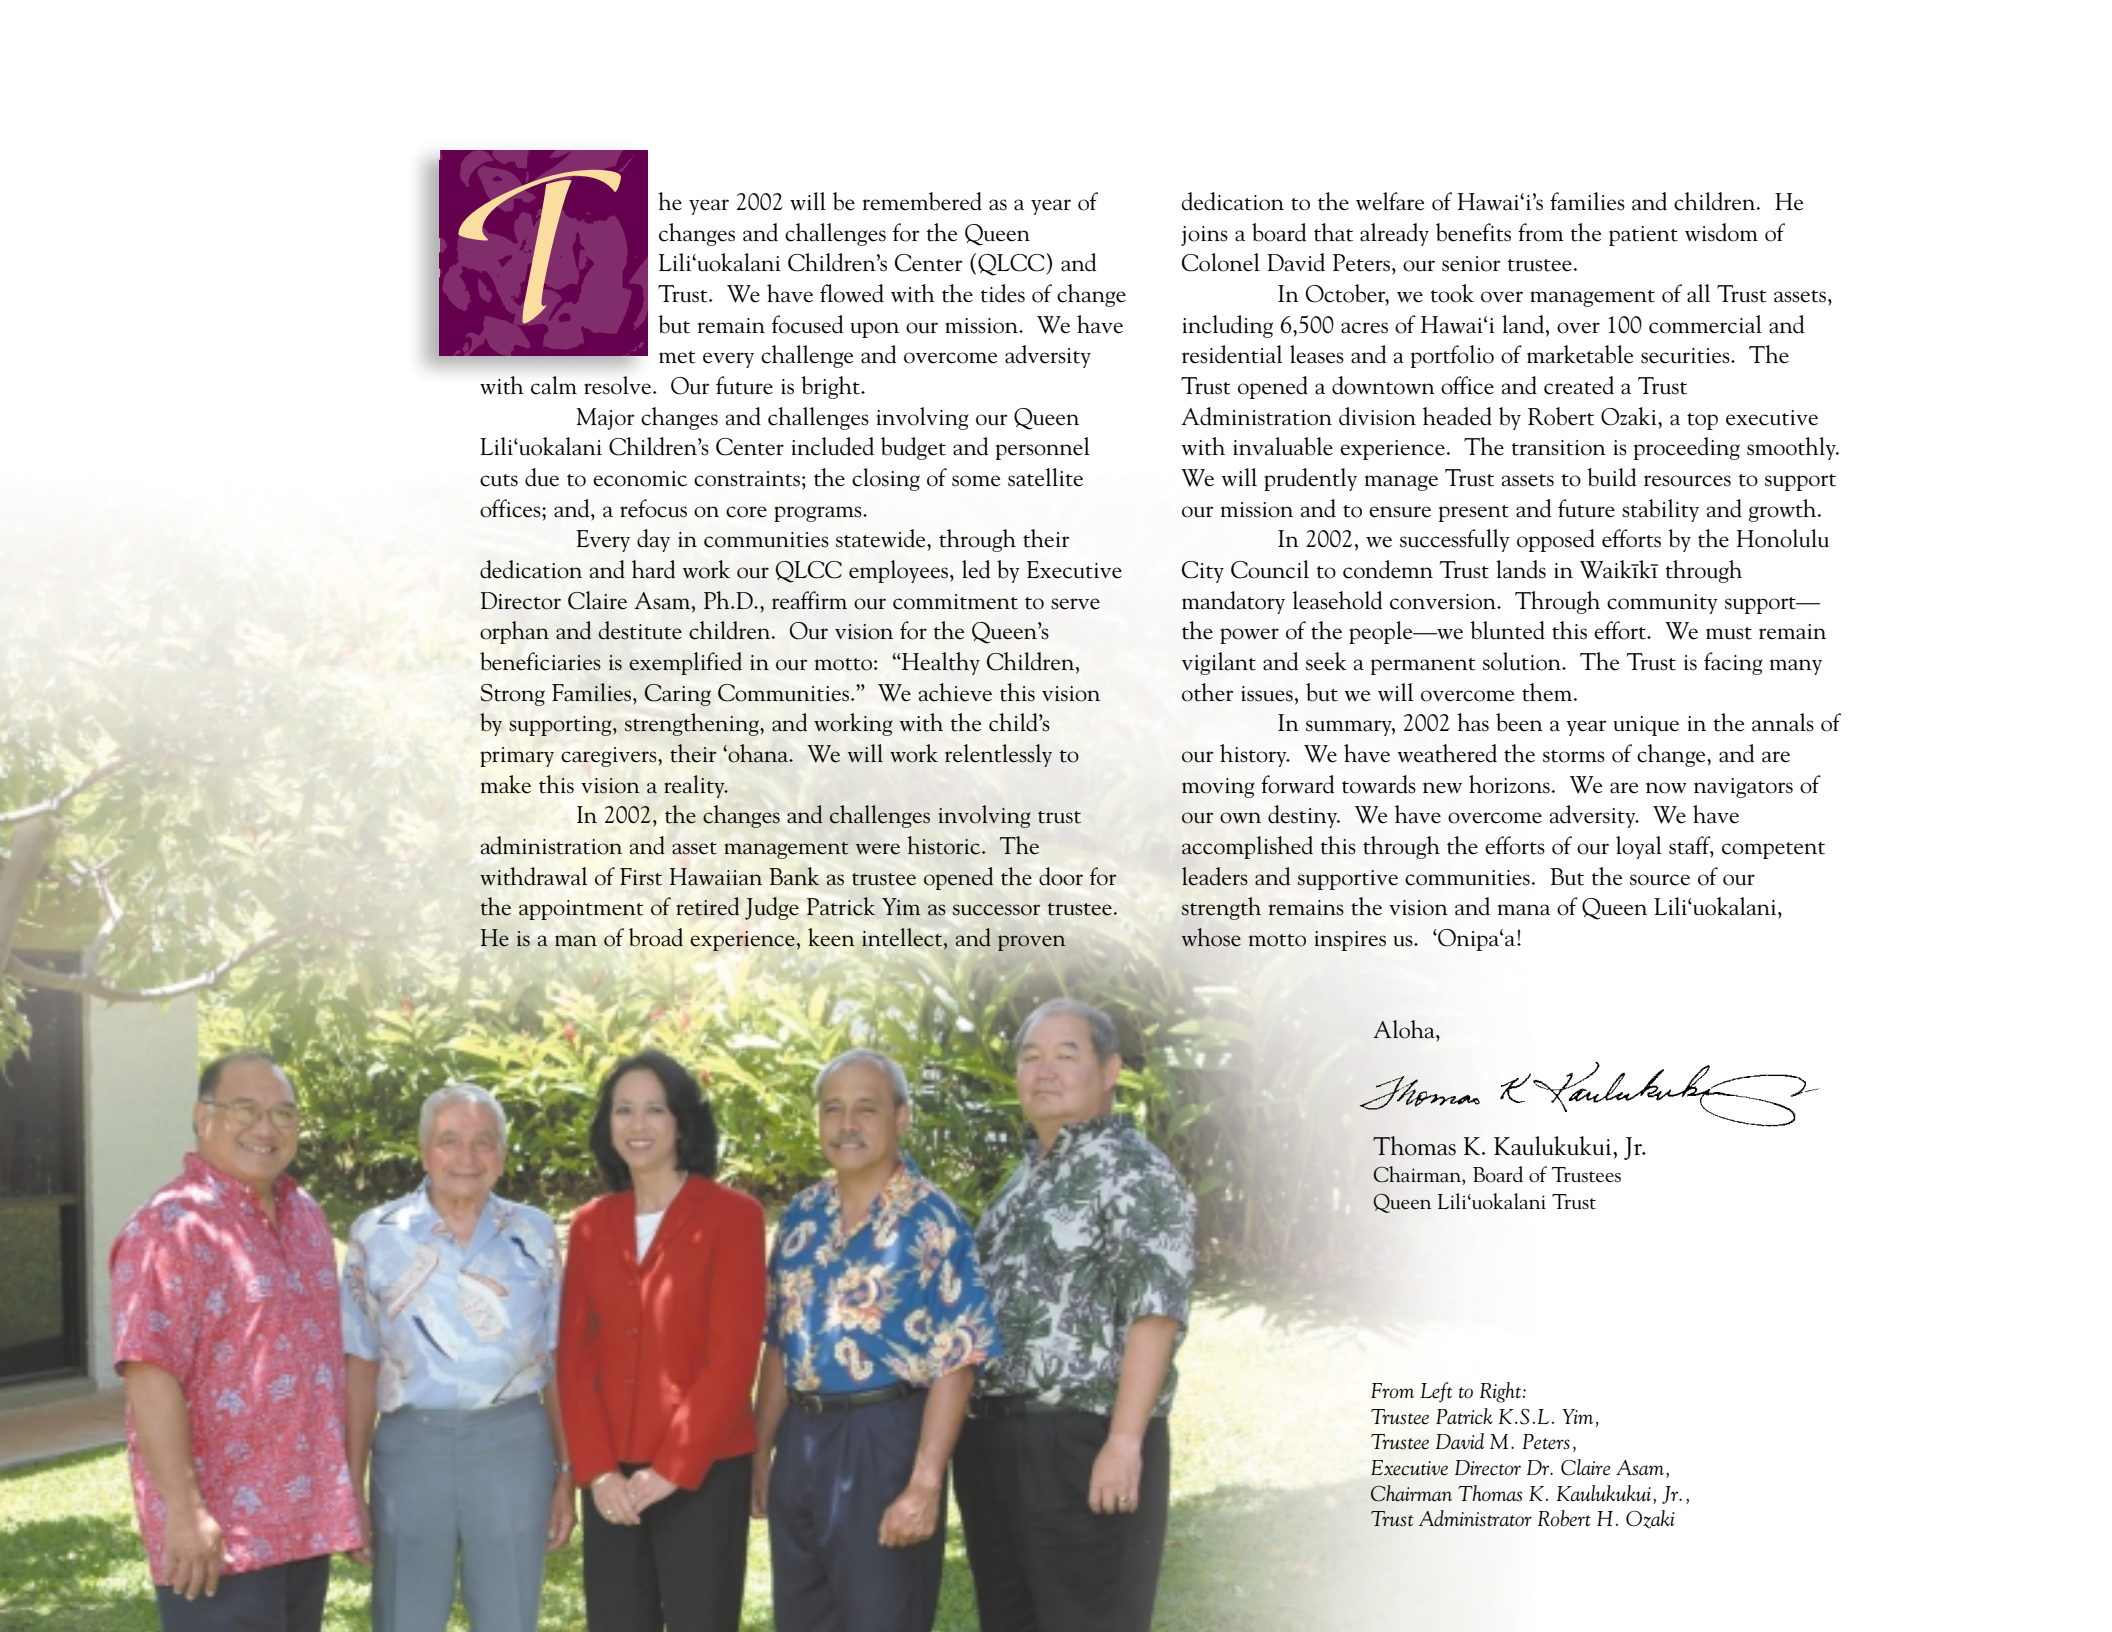 The year 2002 will be remembered as a year of
changes and challenges for the Queen
Lili‘uokalani Children’s Center (QLCC) and
Trust. We have flowed with the tides of change
but remain focused upon our mission. We have
met every challenge and overcome adversity
with calm resolve. Our future is bright.
Major changes and challenges involving our Queen
Lili‘uokalani Children’s Center included budget and personnel
cuts due to economic constraints; the closing of some satellite
offices; and, a refocus on core programs.
Every day in communities statewide, through their
dedication and hard work our QLCC employees, led by Executive
Director Claire Asam, Ph.D., reaffirm our commitment to serve
orphan and destitute children. Our vision for the Queen’s
beneficiaries is exemplified in our motto: “Healthy Children,
Strong Families, Caring Communities.” We achieve this vision
by supporting, strengthening, and working with the child’s
primary caregivers, their ‘ohana. We will work relentlessly to
make this vision a reality.
In 2002, the changes and challenges involving trust
administration and asset management were historic. The
withdrawal of First Hawaiian Bank as trustee opened the door for
the appointment of retired Judge Patrick Yim as successor trustee.
He is a man of broad experience, keen intellect, and proven
dedication to the welfare of Hawai‘i’s families and children. He
joins a board that already benefits from the patient wisdom of
Colonel David Peters, our senior trustee.
In October, we took over management of all Trust assets,
including 6,500 acres of Hawai‘i land, over 100 commercial and
residential leases and a portfolio of marketable securities. The
Trust opened a downtown office and created a Trust
Administration division headed by Robert Ozaki, a top executive
with invaluable experience. The transition is proceeding smoothly.
We will prudently manage Trust assets to build resources to support
our mission and to ensure present and future stability and growth.
In 2002, we successfully opposed efforts by the Honolulu
City Council to condemn Trust lands in Waikīkī through
mandatory leasehold conversion. Through community support—
the power of the people—we blunted this effort. We must remain
vigilant and seek a permanent solution. The Trust is facing many
other issues, but we will overcome them.
In summary, 2002 has been a year unique in the annals of
our history. We have weathered the storms of change, and are
moving forward towards new horizons. We are now navigators of
our own destiny. We have overcome adversity. We have
accomplished this through the efforts of our loyal staff, competent
leaders and supportive communities. But the source of our
strength remains the vision and mana of Queen Lili‘uokalani,
whose motto inspires us. ‘Onipa‘a!
Aloha,
Thomas K Kaulukukui
Thomas K. Kaulukukui, Jr.
Chairman, Board of Trustees
Queen Lili‘uokalani Trust
From Left to Right:
Trustee Patrick K.S.L. Yim,
Trustee David M. Peters,
Executive Director Dr. Claire Asam,
Chairman Thomas K. Kaulukukui, Jr.,
Trust Administrator Robert H. Ozaki